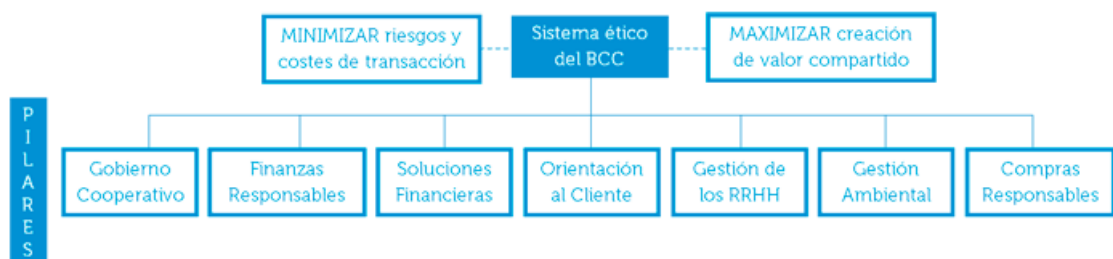 MINIMIZAR riesgos y
costes de transacción
Sistema ético
del BCC
MAXIMIZAR creación
de valor compartido
PILARES
Gobierno
Cooperativo
Finanzas
Responsables
Soluciones
Financieras
Orientación
al Cliente
Gestión de
los RRHH
Gestión
Ambiental
Compras
Responsables